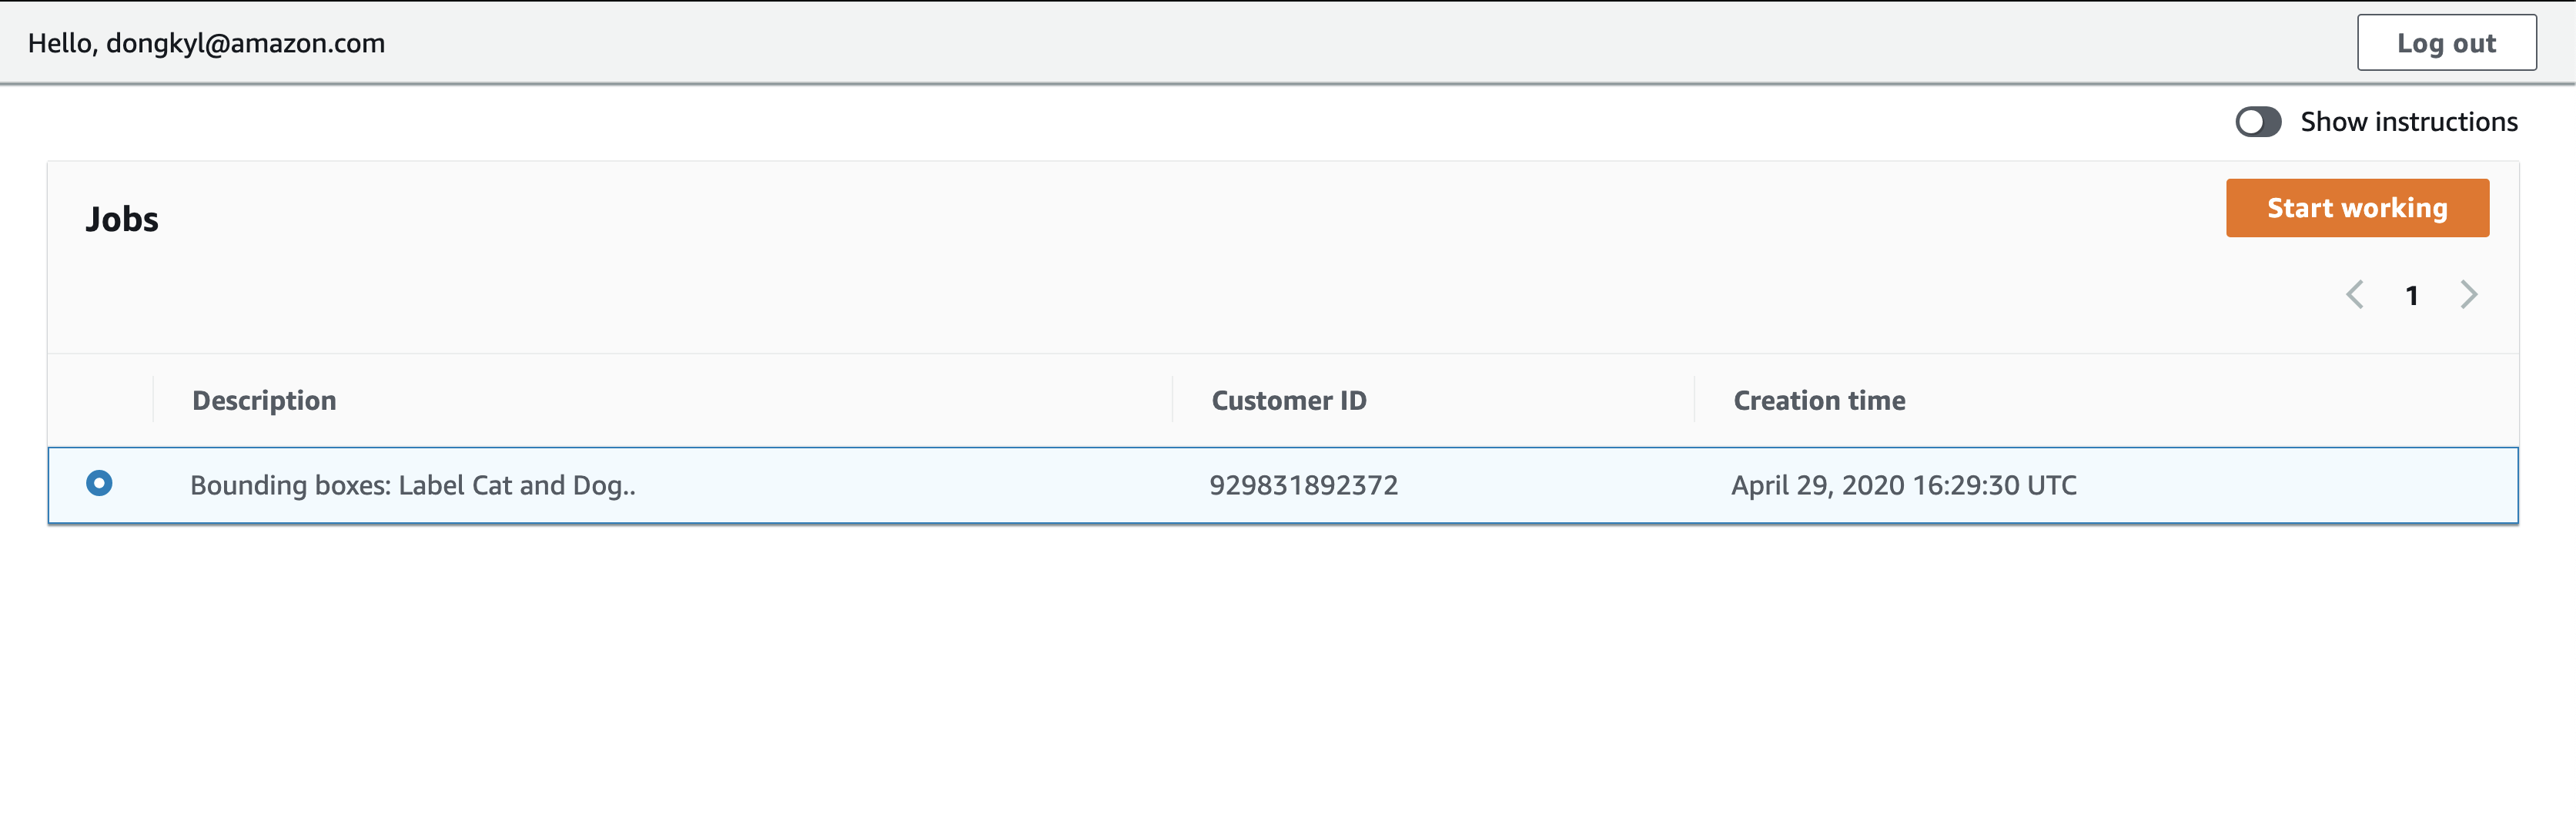 Hello, dongkyl@amazon.com
Log out
Show instructions
Jobs
Start working
1
Description
Customer ID
Creation time
Bounding boxes: Label Cat and Dog..
929831892372
April 29, 2020 16:29:30 UTC